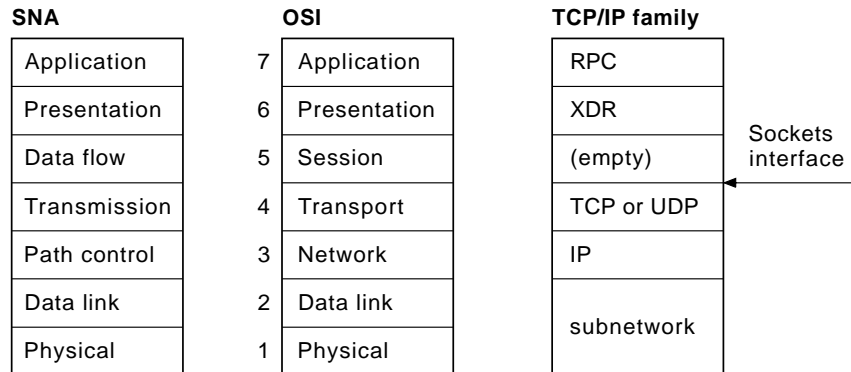 SNA
Application
Presentation
Data flow
Transmission
Path control
Data link
Physical
OSI
7 Application
6 Presentation
5 Session
4 Transport
3 Network
2 Data link
1 Physical
TCP/IP family
RPC
XDR
(empty)
TCP or UDP
IP
subnetwork
Sockets
interface